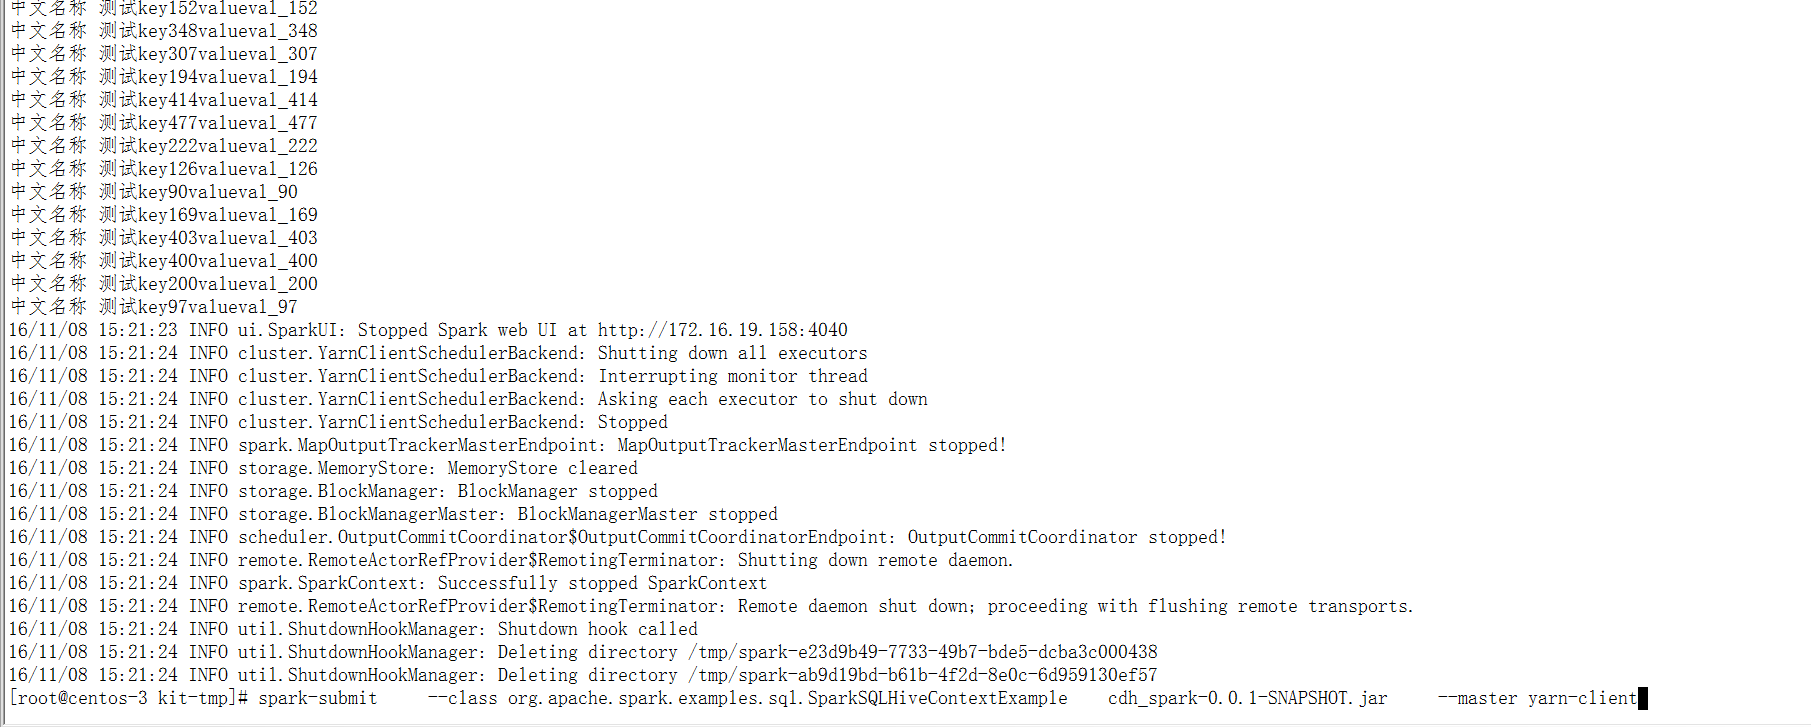 中文名称 测试key152valueval_152
中文名称 测试key348valueval_348
中文名称 测试key307valueval_307
中文名称 测试key194valueval_194
中文名称 测试key414valueval_414
中文名称 测试key477valueval_477
中文名称 测试key222valueval_222
中文名称 测试key126valueval_126
中文名称 测试key90valueval_90
中文名称 测试key169valueval_169
中文名称 测试key403valueval_403
中文名称 测试key400valueval_400
中文名称 测试key200valueval_200
中文名称 测试key97valueval_97
16/11/08 15:21:23 INFO ui.SparkUI: Stopped Spark web UI at http://172.16.19.158:4040
16/11/08 15:21:24 INFO cluster.YarnClientSchedulerBackend: Shutting down all executors
16/11/08 15:21:24 INFO cluster.YarnClientSchedulerBackend: Interrupting monitor thread
16/11/08 15:21:24 INFO cluster.YarnClientSchedulerBackend: Asking each executor to shut down
16/11/08 15:21:24 INFO cluster.YarnClientSchedulerBackend: Stopped
16/11/08 15:21:24 INFO spark.MapOutputTrackerMasterEndpoint: MapOutputTrackerMasterEndpoint stopped!
16/11/08 15:21:24 INFO storage.MemoryStore: MemoryStore cleared
16/11/08 15:21:24 INFO storage.BlockManager: BlockManager stopped
16/11/08 15:21:24 INFO storage.BlockManagerMaster: BlockManagerMaster stopped
16/11/08 15:21:24 INFO scheduler.OutputCommitCoordinator$OutputCommitCoordinatorEndpoint: OutputCommitCoordinator stopped!
16/11/08 15:21:24 INFO remote.RemoteActorRefProvider$RemotingTerminator: Shutting down remote daemon.
16/11/08 15:21:24 INFO spark.SparkContext: Successfully stopped SparkContext
16/11/08 15:21:24 INFO remote.RemoteActorRefProvider$RemotingTerminator: Remote daemon shut down; proceeding with flushing remote transports.
16/11/08 15:21:24 INFO util.ShutdownHookManager: Shutdown hook called
16/11/08 15:21:24 INFO util.ShutdownHookManager: Deleting directory /tmp/spark-e23d9b49-7733-49b7-bde5-dcba3c000438
16/11/08 15:21:24 INFO util.ShutdownHookManager: Deleting directory /tmp/spark-ab9d19bd-b61b-4f2d-8e0c-6d959130ef57
[root@centos-3 kit-tmp]# spark-submit     --class org.apache.spark.examples.sql.SparkSQLHiveContextExample    cdh_spark-0.0.1-SNAPSHOT.jar     --master yarn-client